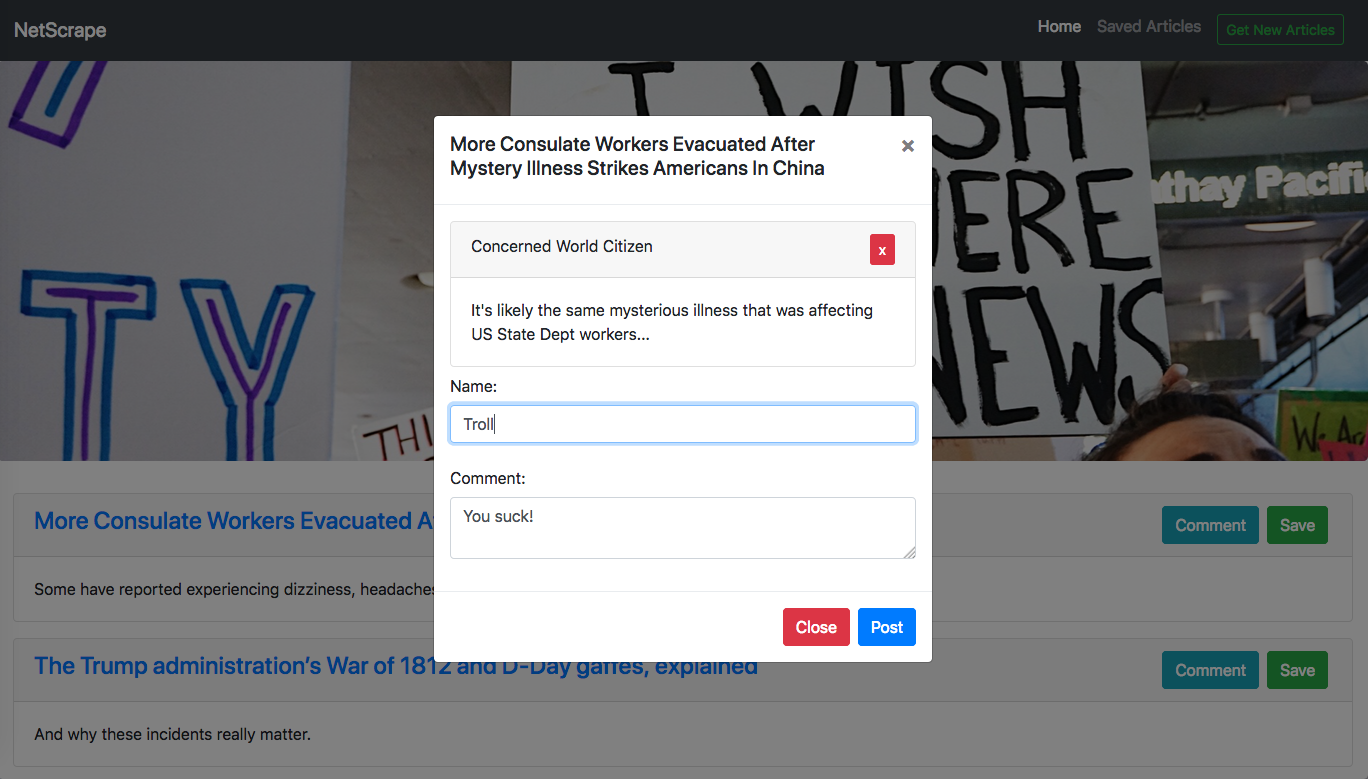 NetScrape
Home Saved Articles Get New Articles
TY
I WISH
ERE
NEWS
thay Pacific
THI
We Are
More Consulate Workers Evacuated After
Mystery Illness Strikes Americans In China
×
Concerned World Citizen
x
It's likely the same mysterious illness that was affecting
US State Dept workers...
Name:
Troll
Comment:
You suck!
Close Post
More Consulate Workers Evacuated A
Comment Save
Some have reported experiencing dizziness, headaches
The Trump administration’s War of 1812 and D-Day gaffes, explained
Comment Save
And why these incidents really matter.